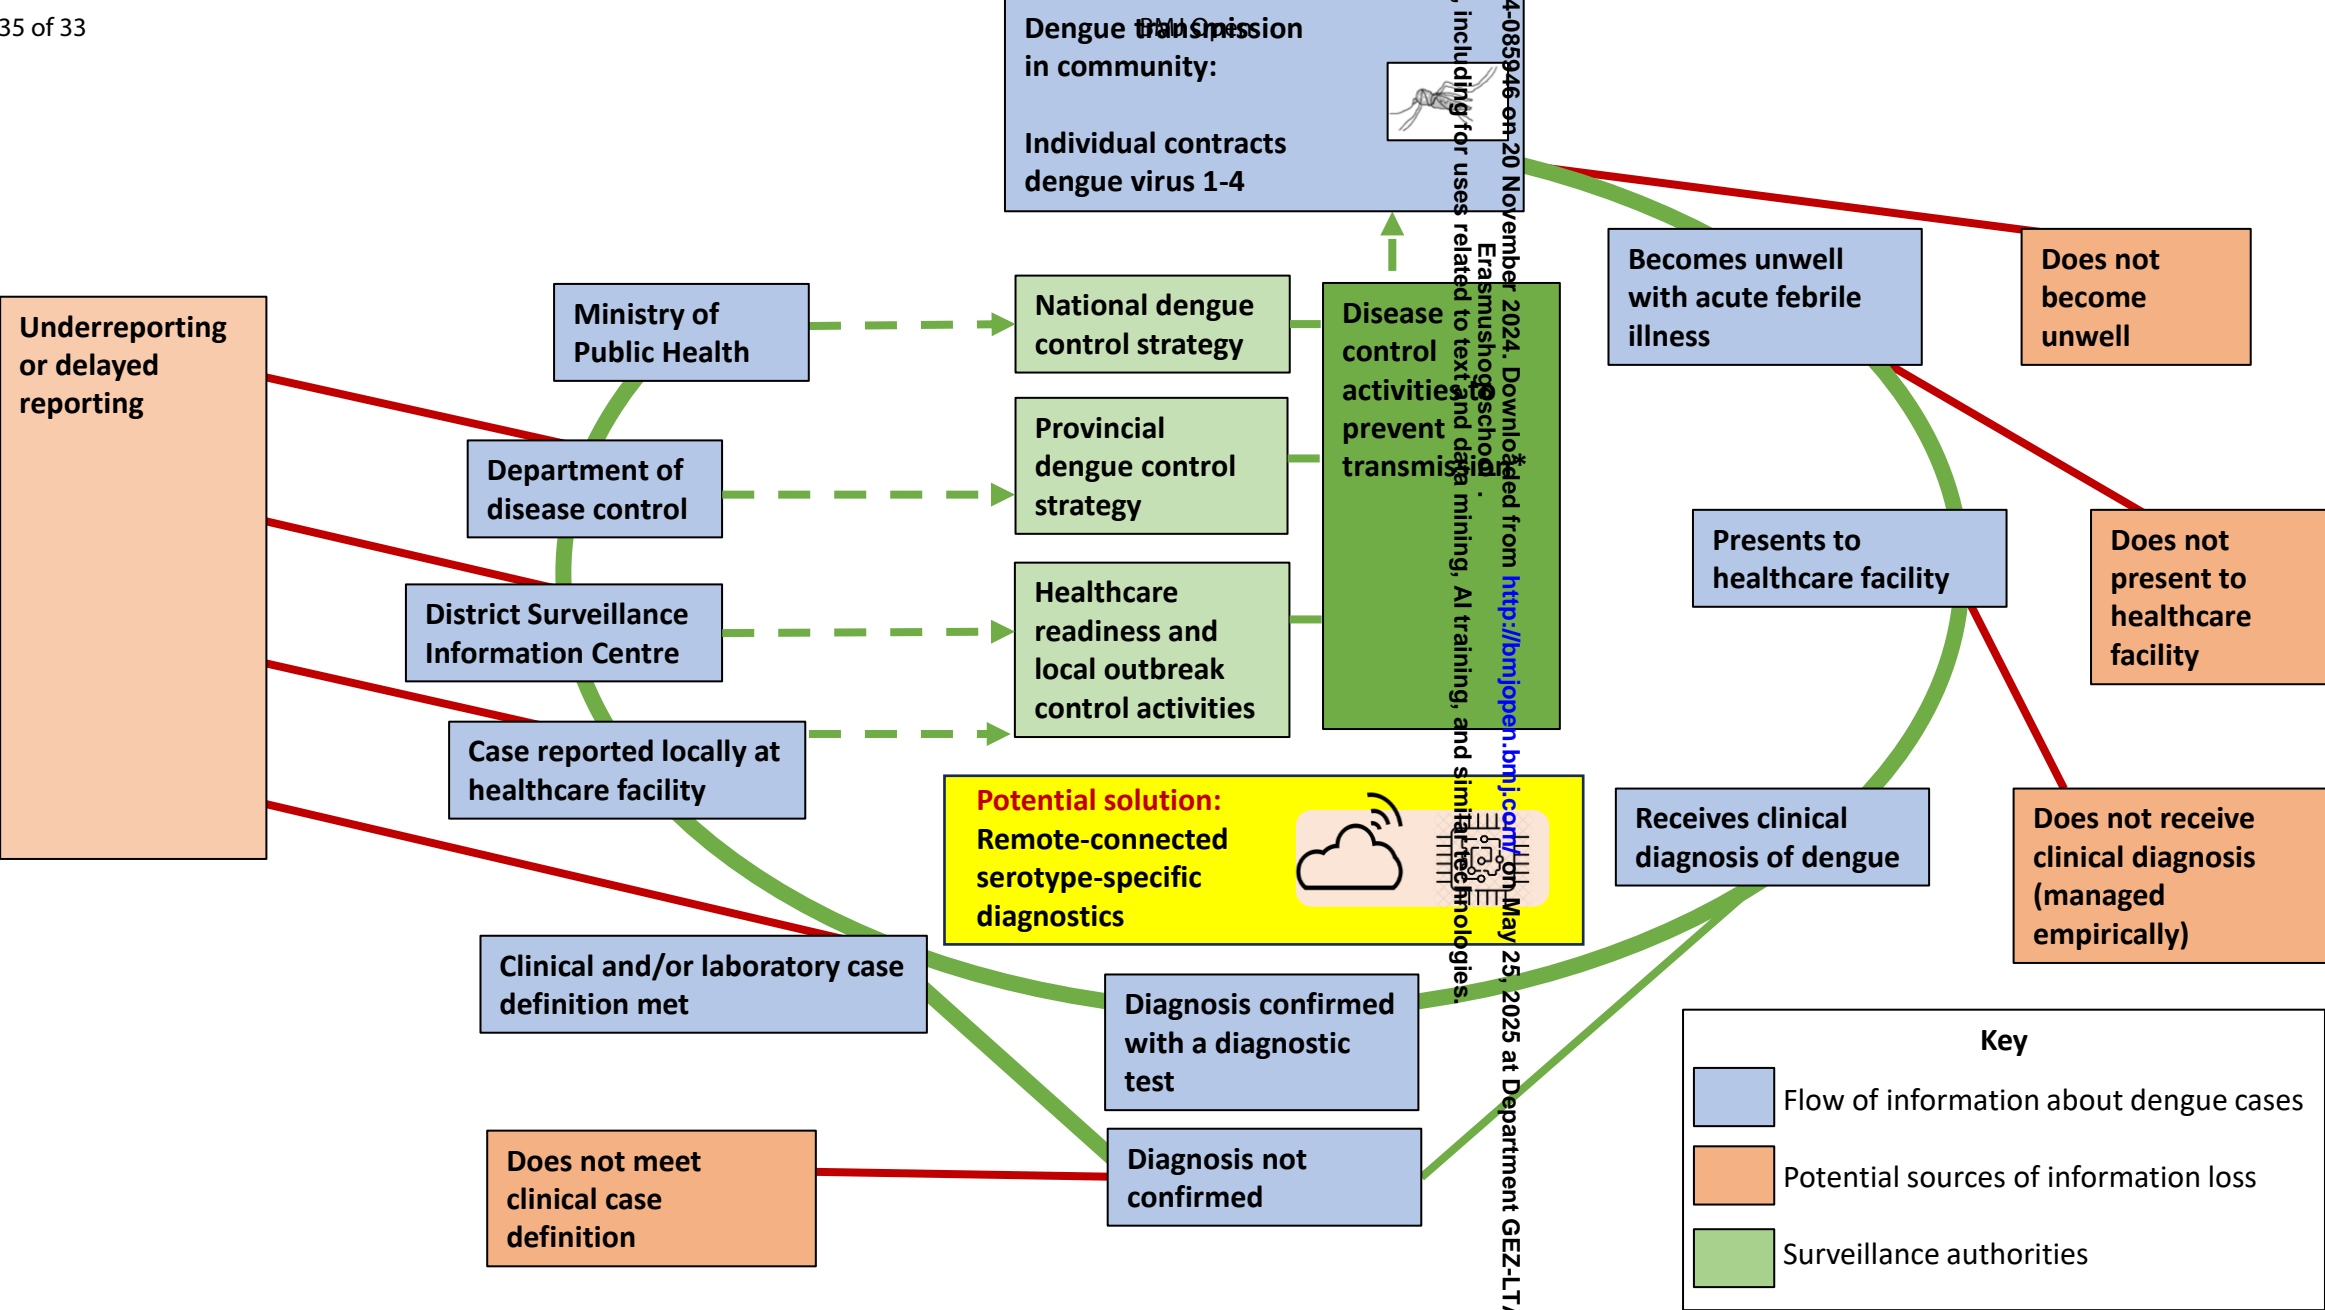 35 of 33
BMJ Open
Dengue transmission
in community:
Individual contracts
dengue virus 1-4
Becomes unwell
with acute febrile
illness
Does not
become
unwell
Underreporting
or delayed
reporting
Ministry of
Public Health
National dengue
control strategy
Disease
control
activities to
prevent
transmission*
Department of
disease control
Provincial
dengue control
strategy
Presents to
healthcare facility
Does not
present to
healthcare
facility
District Surveillance
Information Centre
Healthcare
readiness and
local outbreak
control activities
Case reported locally at
healthcare facility
Potential solution:
Remote-connected
serotype-specific
diagnostics
Receives clinical
diagnosis of dengue
Does not receive
clinical diagnosis
(managed
empirically)
Clinical and/or laboratory case
definition met
Diagnosis confirmed
with a diagnostic
test
Does not meet
clinical case
definition
Diagnosis not
confirmed
Key
Flow of information about dengue cases
Potential sources of information loss
Surveillance authorities
4-085946 on 20 November 2024. Downloaded from http://bmjopen.bmj.com/ on May 25, 2025 at Department GEZ-LTA
Erasmushogeschool .
, including for uses related to text and data mining, AI training, and similar technologies.